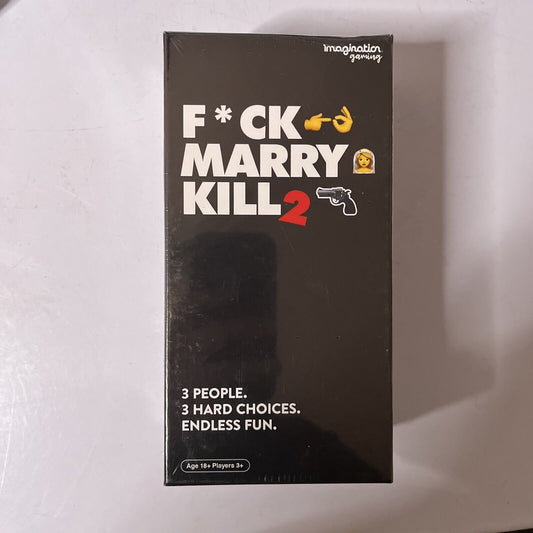 imagination
gaming
F*CK
MARRY
KILL2
3 PEOPLE.
3 HARD CHOICES.
ENDLESS FUN.
Age 18+ Players 3+